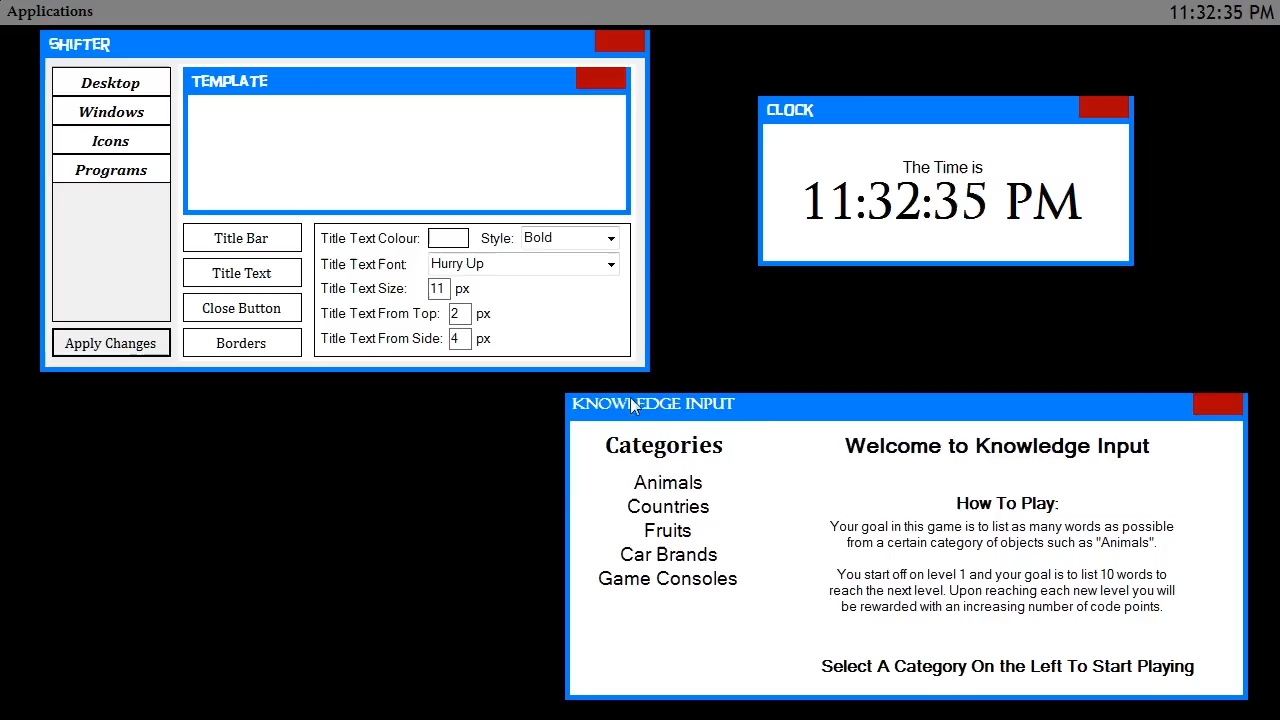 Applications
11:32:35 PM
SHIFTER
Desktop
Windows
Icons
Programs
Apply Changes
TEMPLATE
Title Bar
Title Text
Close Button
Borders
Title Text Colour: Style: Bold
Title Text Font: Hurry Up
Title Text Size: 11 px
Title Text From Top: 2 px
Title Text From Side: 4 px
CLOCK
The Time is
11:32:35 PM
KNOWLEDGE INPUT
Categories
Animals
Countries
Fruits
Car Brands
Game Consoles
Welcome to Knowledge Input
How To Play:
Your goal in this game is to list as many words as possible
from a certain category of objects such as "Animals".
You start off on level 1 and your goal is to list 10 words to
reach the next level. Upon reaching each new level you will
be rewarded with an increasing number of code points.
Select A Category On the Left To Start Playing